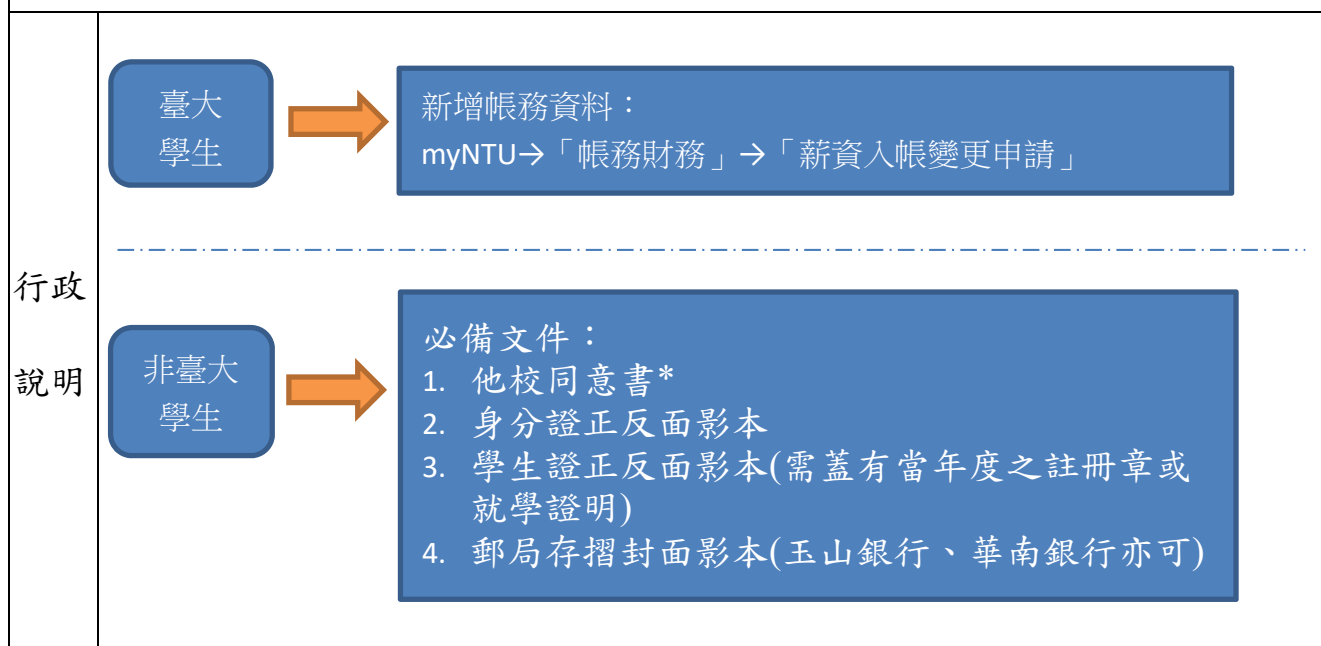 行政
說明
臺大
學生
新增帳務資料：
myNTU→「帳務財務」→「薪資入帳變更申請」
非臺大
學生
必備文件：
1. 他校同意書*
2. 身分證正反面影本
3. 學生證正反面影本(需蓋有當年度之註冊章或
就學證明)
4. 郵局存摺封面影本(玉山銀行、華南銀行亦可)